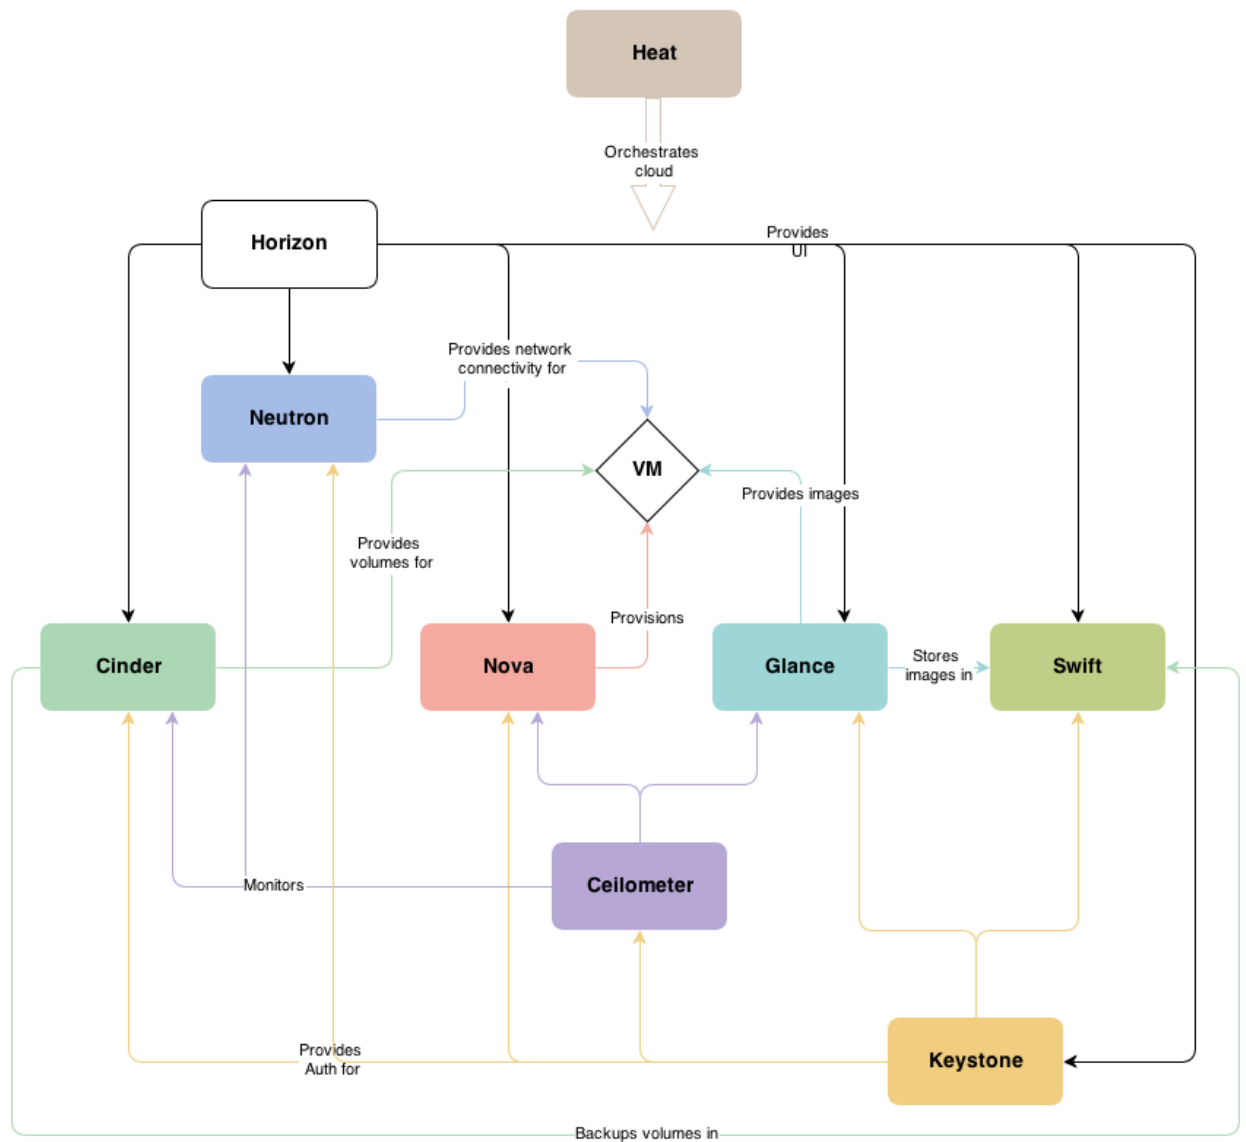 Heat
Orchestrates
cloud
Horizon
Provides
UI
Provides network
connectivity for
Neutron
VM
Provides images
Provides
volumes for
Provisions
Cinder
Nova
Glance
Stores
images in
Swift
Monitors
Ceilometer
Provides
Auth for
Keystone
Backups volumes in